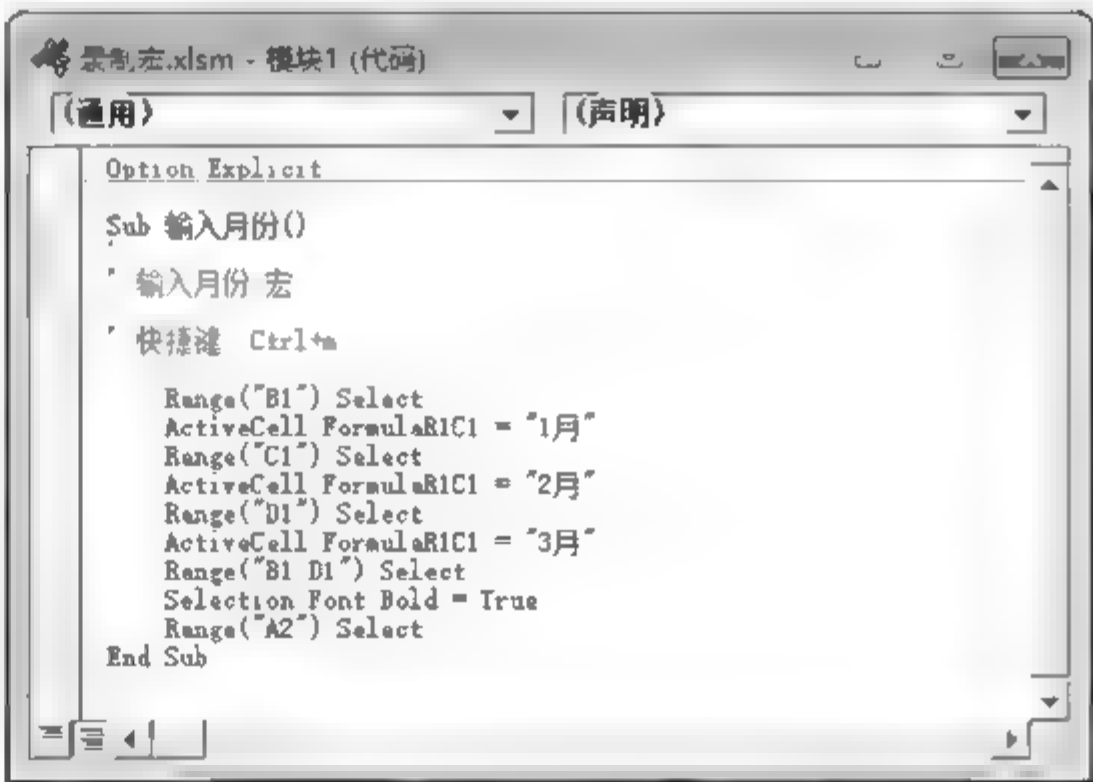 录制宏.xlsm - 模块1 (代码)
(通用) (声明)
Option Explicit
Sub 输入月份()
'
' 输入月份 宏
' 快捷键 Ctrl+m
Range("B1") Select
ActiveCell FormulaR1C1 = "1月"
Range("C1") Select
ActiveCell FormulaR1C1 = "2月"
Range("D1") Select
ActiveCell FormulaR1C1 = "3月"
Range("B1 D1") Select
Selection Font Bold = True
Range("A2") Select
End Sub